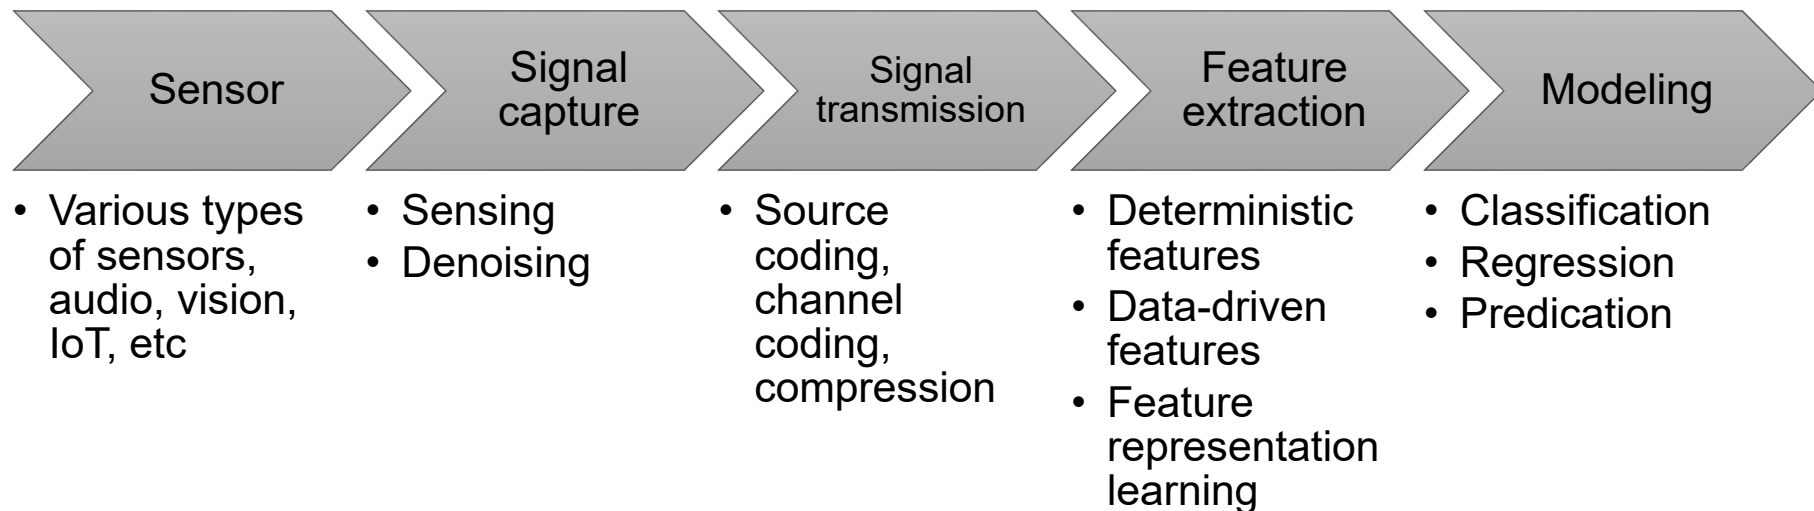 Sensor
Signal
capture
Signal
transmission
Feature
extraction
Modeling
• Various types
of sensors,
audio, vision,
IoT, etc
• Sensing
• Denoising
• Source
coding,
channel
coding,
compression
• Deterministic
features
• Data-driven
features
• Feature
representation
learning
• Classification
• Regression
• Predication